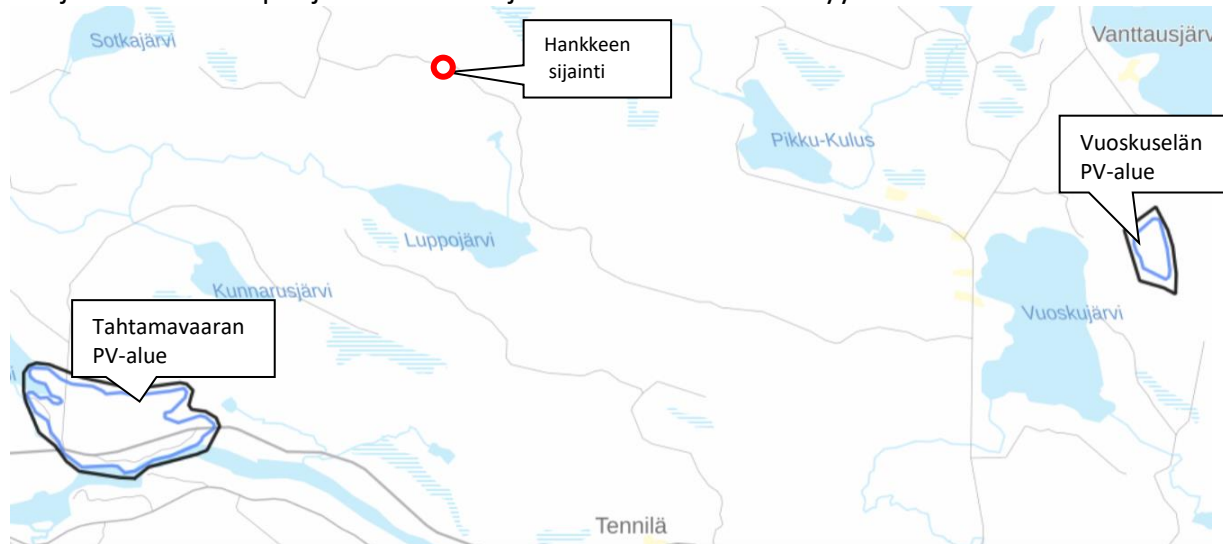 Sotkajärvi
Hankkeen
sijainti
Vanttausjärv
Pikku-Kulus
Vuoskuselän
PV-alue
Luppojärvi
Kunnarusjärvi
Vuoskujärvi
Tahtamavaaran
PV-alue
Tennilä